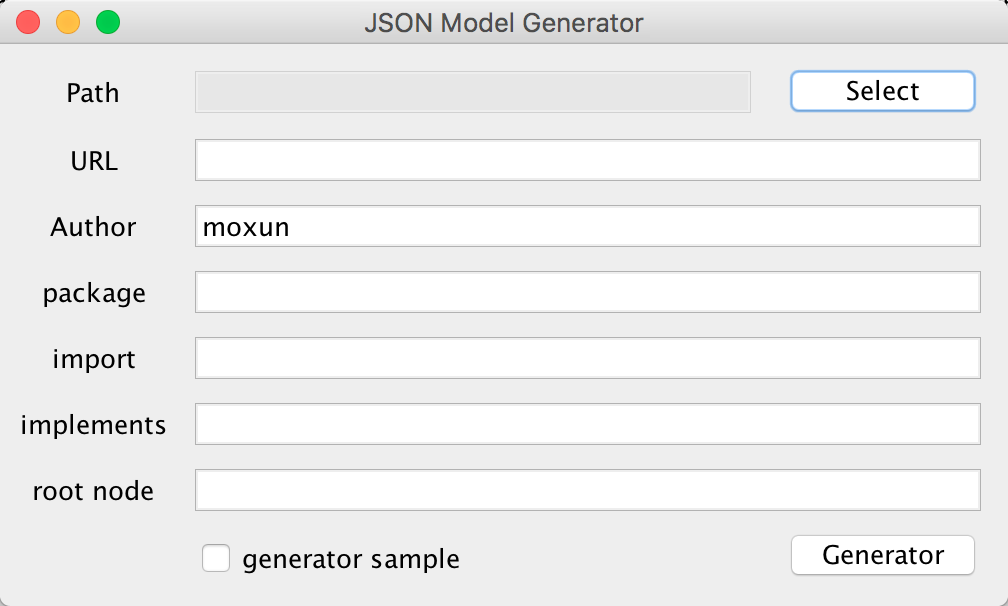 JSON Model Generator
Path
Select
URL
Author
moxun
package
import
implements
root node
generator sample
Generator